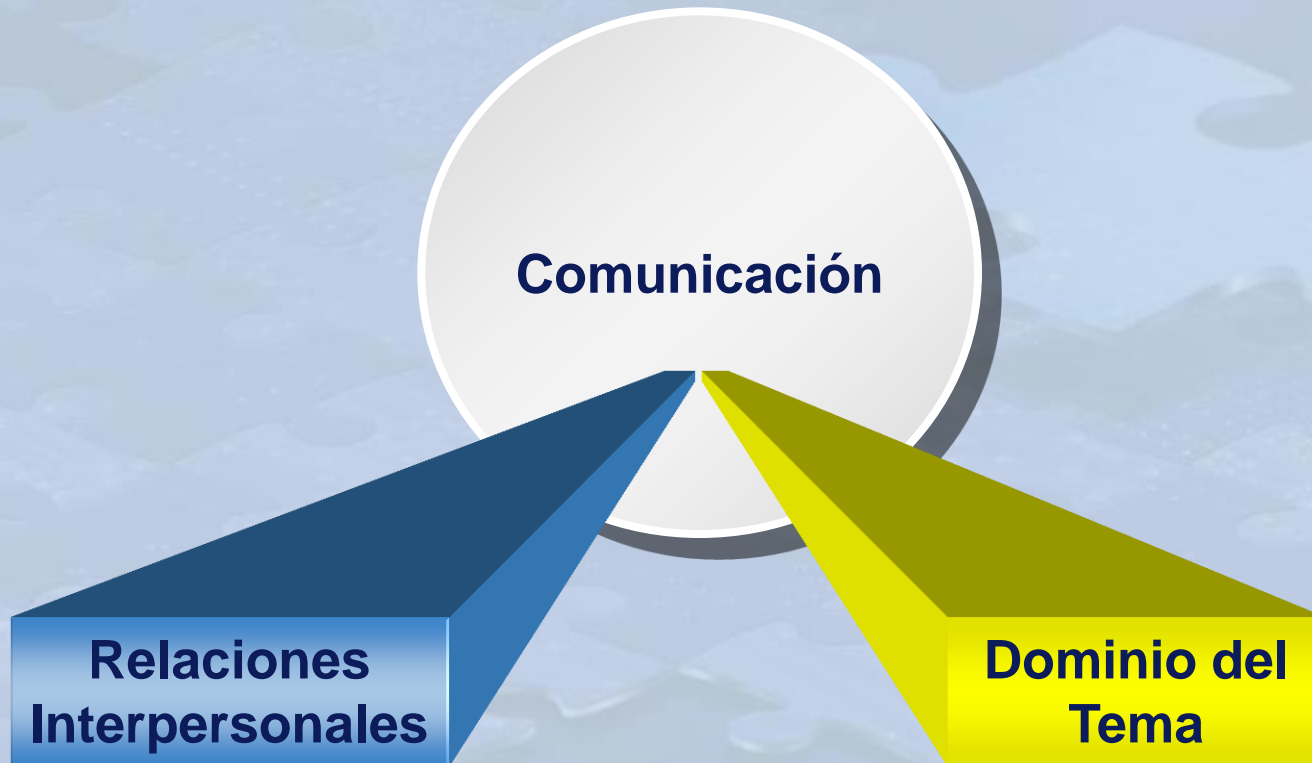 Comunicación
Relaciones
Interpersonales
Dominio del
Tema